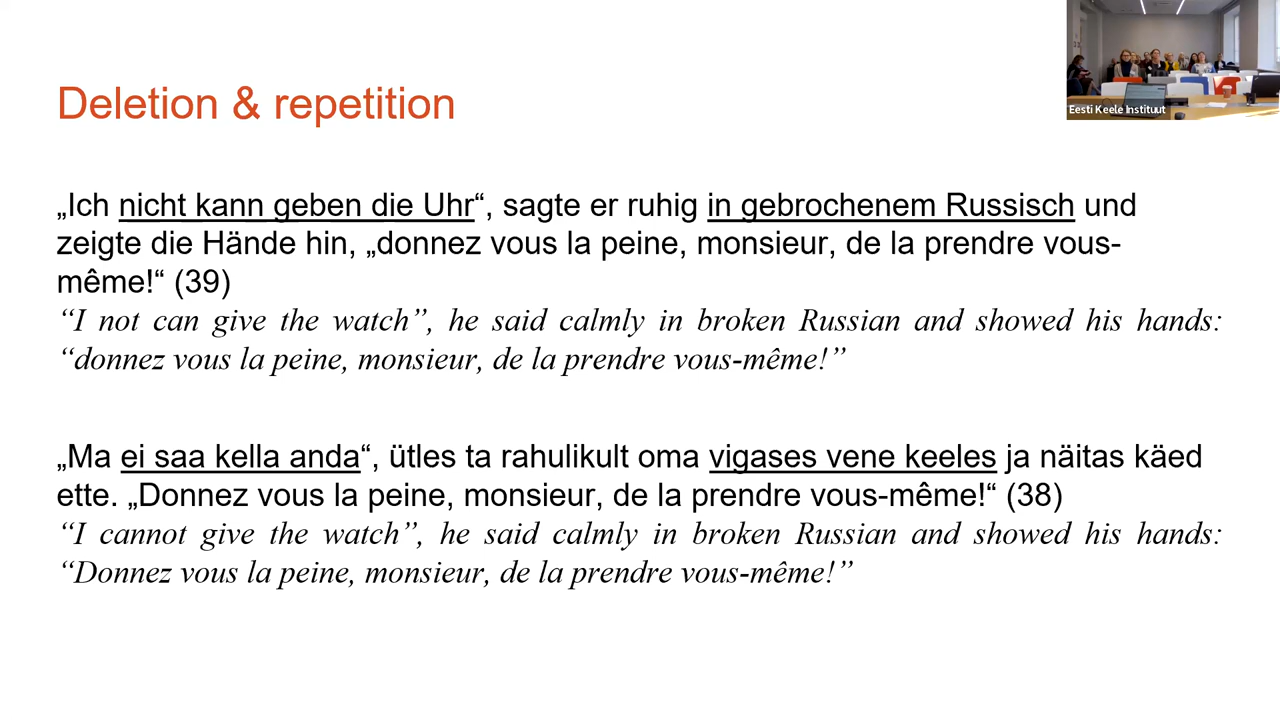 Eesti Keele Instituut
Deletion & repetition
„Ich nicht kann geben die Uhr“, sagte er ruhig in gebrochenem Russisch und
zeigte die Hände hin, „donnez vous la peine, monsieur, de la prendre vous-
même!“ (39)
“I not can give the watch”, he said calmly in broken Russian and showed his hands:
“donnez vous la peine, monsieur, de la prendre vous-même!”
„Ma ei saa kella anda“, ütles ta rahulikult oma vigases vene keeles ja näitas käed
ette. „Donnez vous la peine, monsieur, de la prendre vous-même!“ (38)
“I cannot give the watch”, he said calmly in broken Russian and showed his hands:
“Donnez vous la peine, monsieur, de la prendre vous-même!”